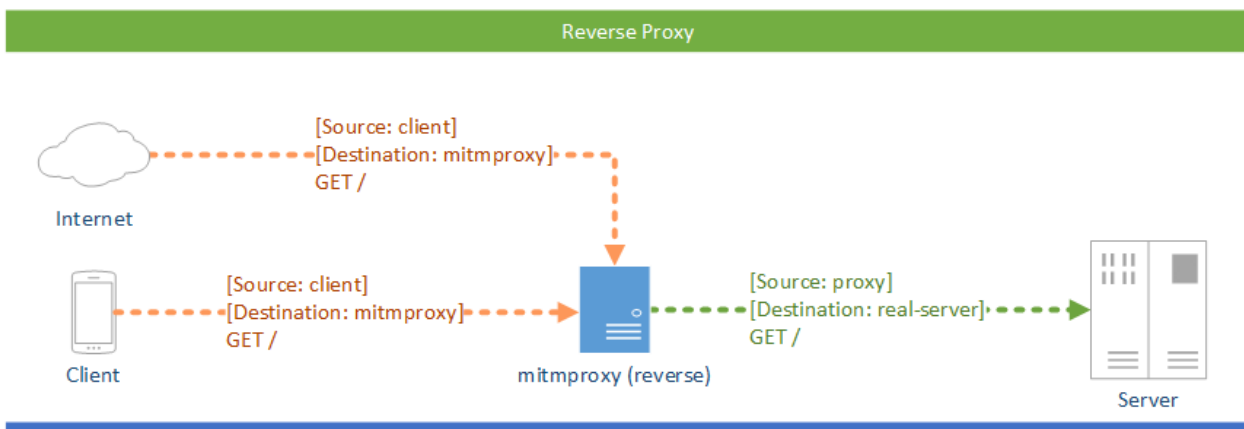 Reverse Proxy
[Source: client]
[Destination: mitmproxy]
GET /
Internet
[Source: client]
[Destination: mitmproxy]
GET /
Client
mitmproxy (reverse)
[Source: proxy]
[Destination: real-server]
GET /
Server